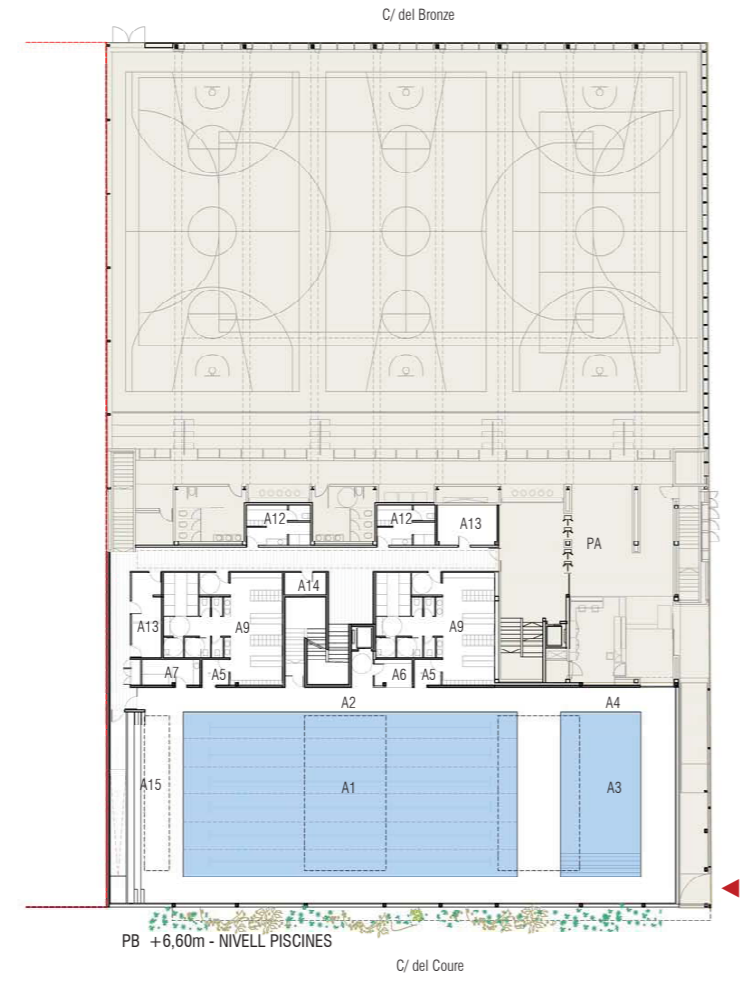 C/ del Bronze
A12
A12
A13
PA
A14
A13
A9
A9
A7
A5
A6
A5
A2
A4
A15
A1
A3
PB +6,60m - NIVELL PISCINES
C/ del Coure